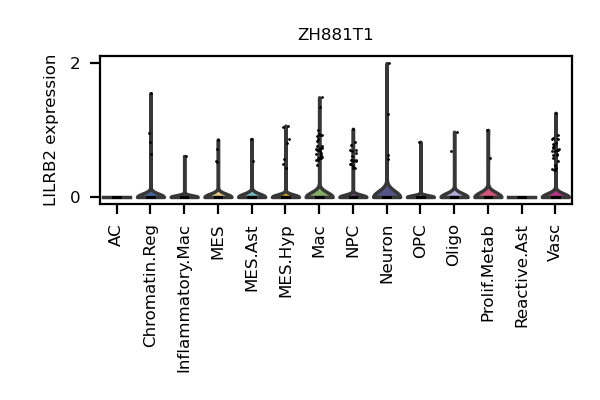 ZH881T1
LILRB2 expression
2
0
AC
Chromatin.Reg
Inflammatory.Mac
MES
MES.Ast
MES.Hyp
Mac
NPC
Neuron
OPC
Oligo
Prolif.Metab
Reactive.Ast
Vasc